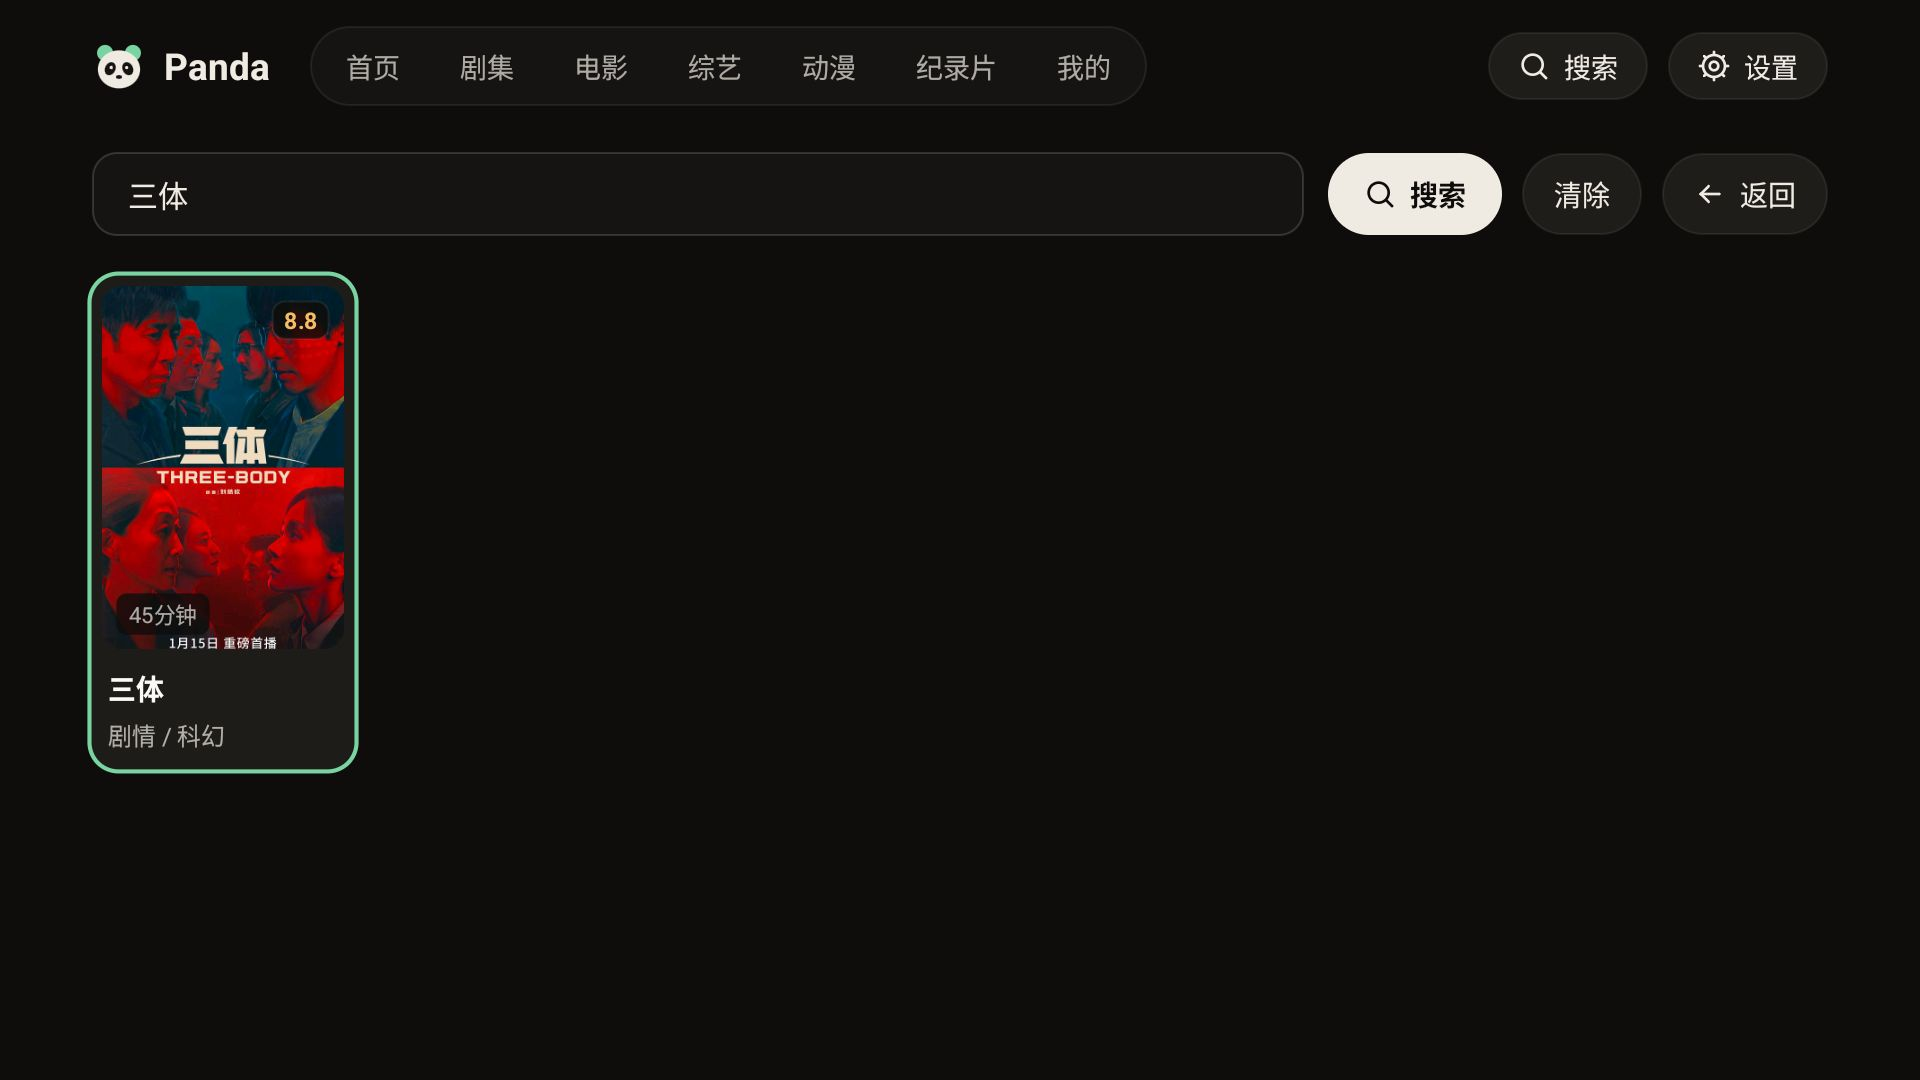 Panda
首页 剧集 电影 综艺 动漫 纪录片 我的
搜索 设置
三体
搜索 清除 返回
8.8
三体
THREE-BODY
45分钟
1月15日 重磅首播
三体
剧情 / 科幻